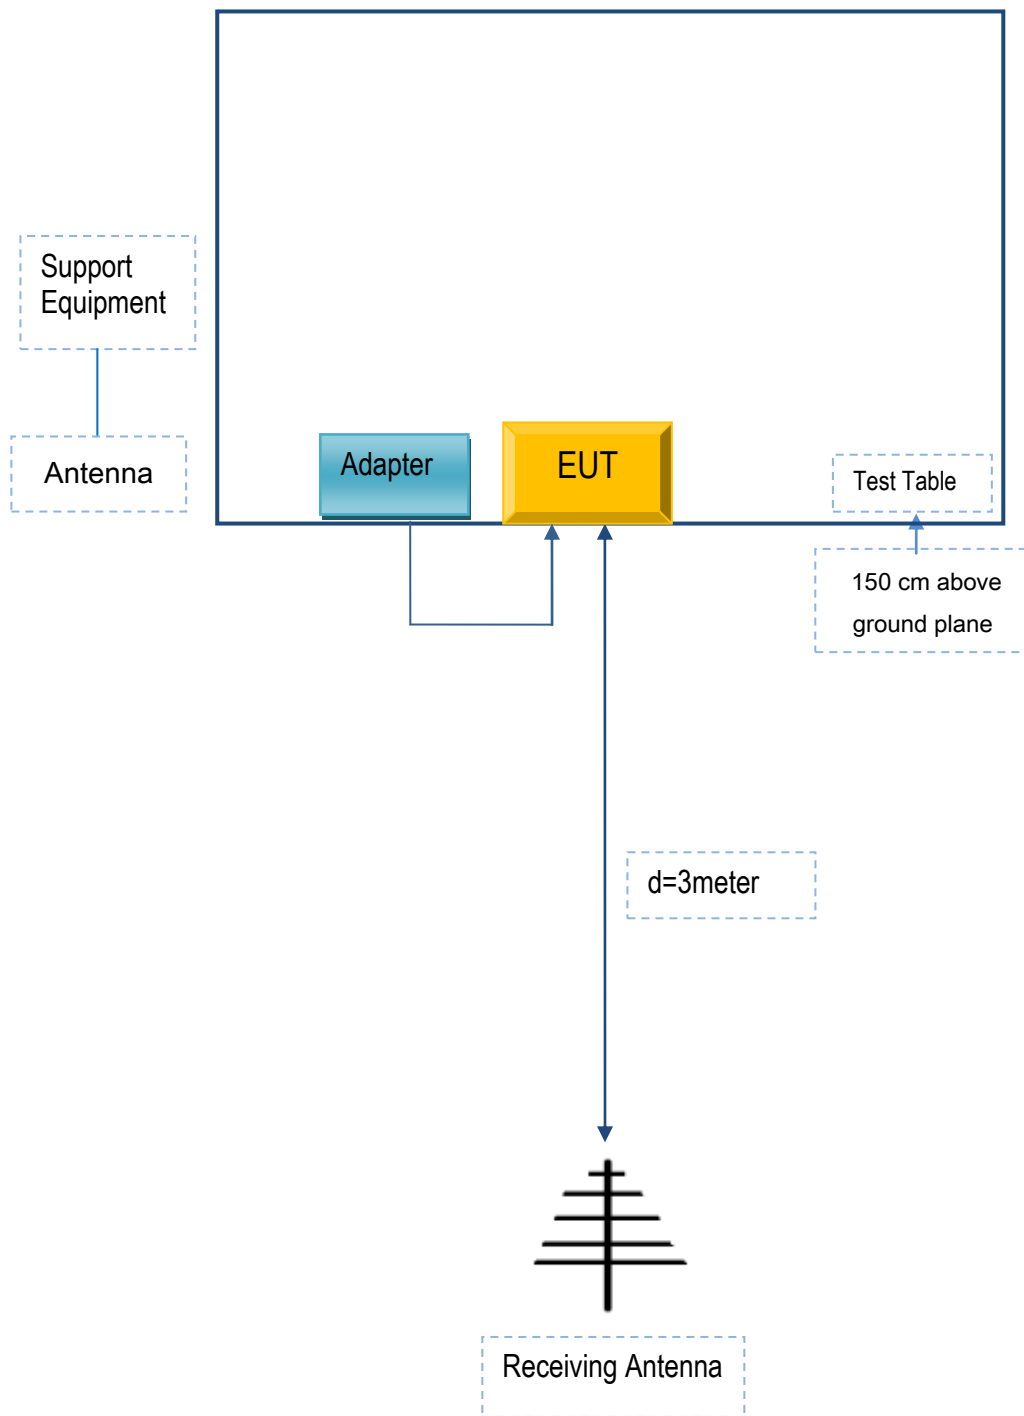 Support
Equipment
Antenna
Adapter
EUT
Test Table
150 cm above
ground plane
d=3meter
Receiving Antenna